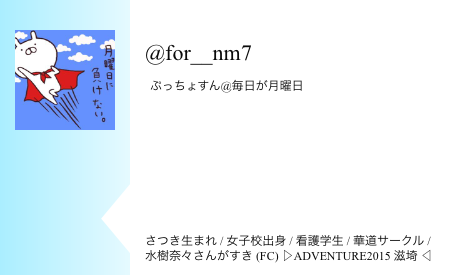 月曜日に
負けない。
@for__nm7
ぷっちょすん@毎日が月曜日
さつき生まれ / 女子校出身 / 看護学生 / 華道サークル /
水樹奈々さんがすき (FC) ▷ADVENTURE2015 滋埼 ◁